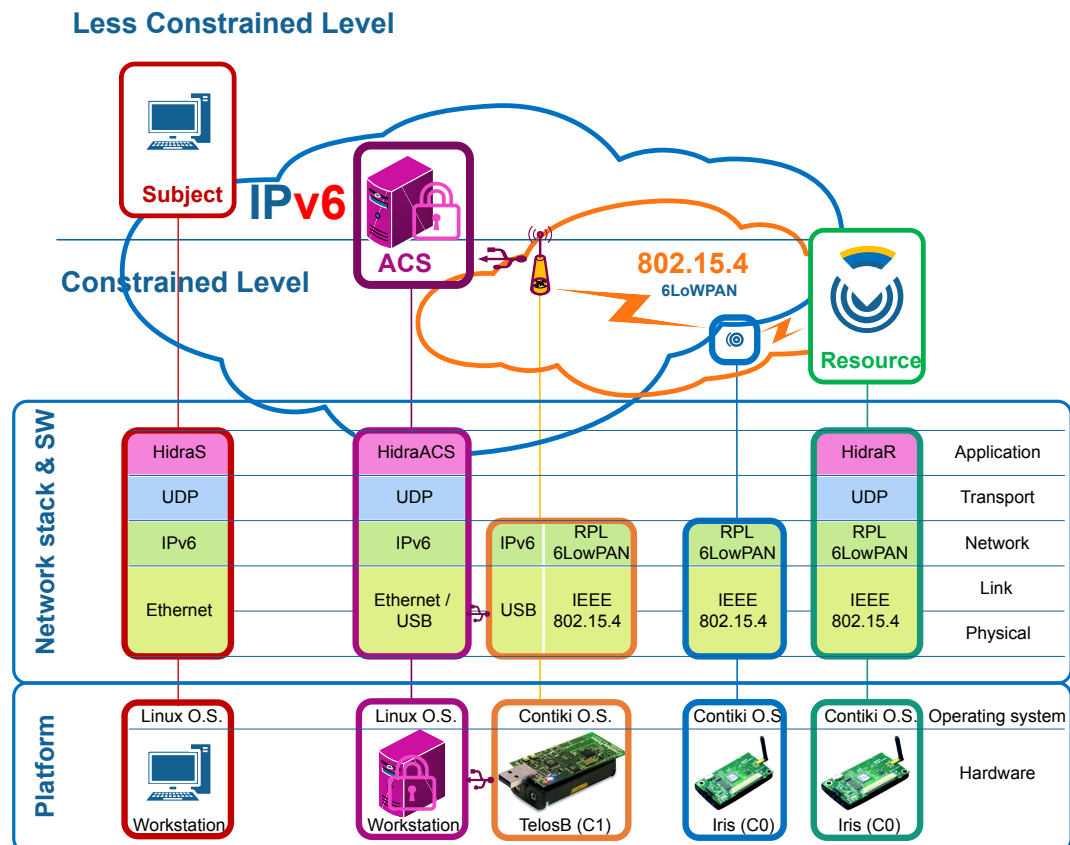 Less Constrained Level
Subject
IPv6
ACS
Constrained Level
802.15.4
6LoWPAN
Resource
Network stack & SW
HidraS
HidraACS
HidraR
Application
UDP
UDP
UDP
Transport
IPv6
IPv6
IPv6
RPL
6LowPAN
RPL
6LowPAN
RPL
6LowPAN
Network
Ethernet
Ethernet /
USB
USB
IEEE
802.15.4
IEEE
802.15.4
IEEE
802.15.4
Link
Physical
Platform
Linux O.S.
Linux O.S.
Contiki O.S.
Contiki O.S
Contiki O.S.
Operating system
Hardware
Workstation
Workstation
TelosB (C1)
Iris (C0)
Iris (C0)